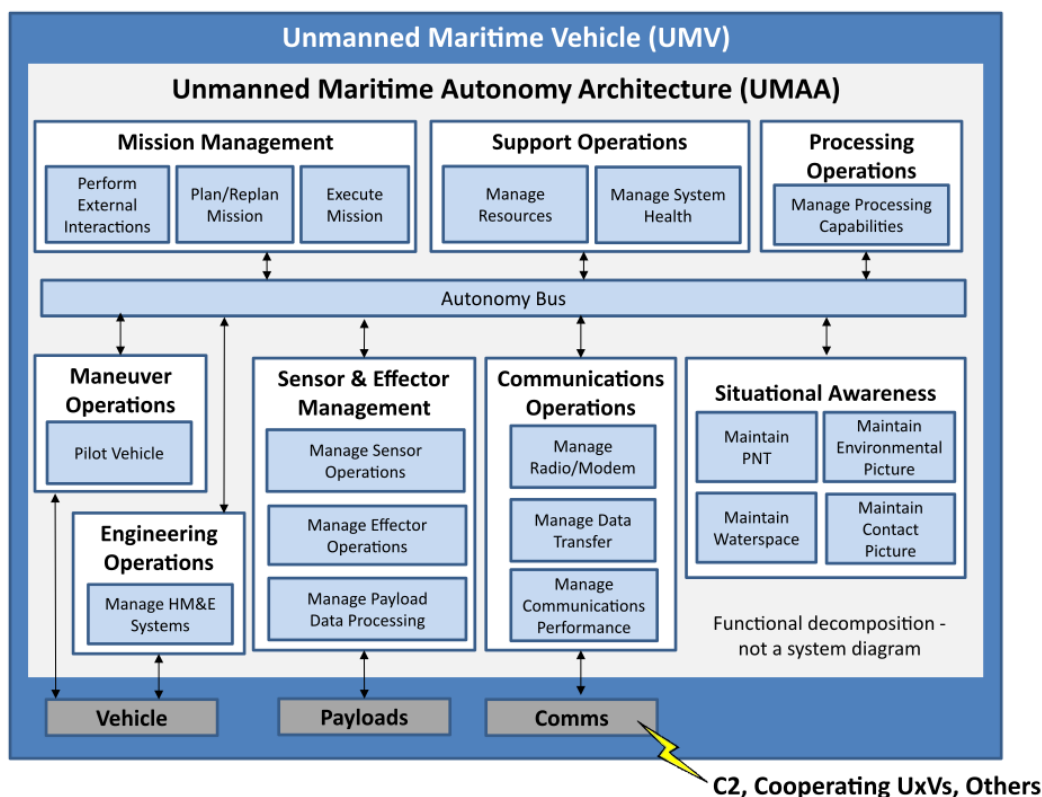 Unmanned Maritime Vehicle (UMV)
Unmanned Maritime Autonomy Architecture (UMAA)
Mission Management
Perform
External
Interactions
Plan/Replan
Mission
Execute
Mission
Support Operations
Manage
Resources
Manage System
Health
Processing
Operations
Manage Processing
Capabilities
Autonomy Bus
Maneuver
Operations
Pilot Vehicle
Engineering
Operations
Manage HM&E
Systems
Sensor & Effector
Management
Manage Sensor
Operations
Manage Effector
Operations
Manage Payload
Data Processing
Communications
Operations
Manage
Radio/Modem
Manage Data
Transfer
Manage
Communications
Performance
Situational Awareness
Maintain
PNT
Maintain
Environmental
Picture
Maintain
Waterspace
Maintain
Contact
Picture
Functional decomposition -
not a system diagram
Vehicle
Payloads
Comms
C2, Cooperating UxVs, Others